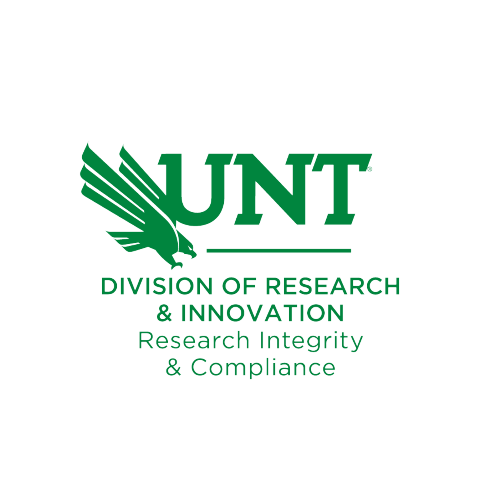 UNT
DIVISION OF RESEARCH
& INNOVATION
Research Integrity
& Compliance